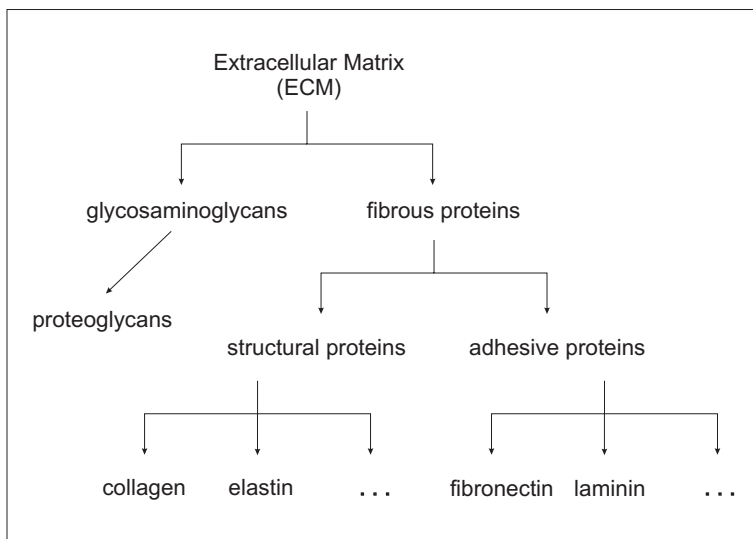 Extracellular Matrix
(ECM)
glycosaminoglycans fibrous proteins
proteoglycans
structural proteins adhesive proteins
collagen elastin ... fibronectin laminin ...